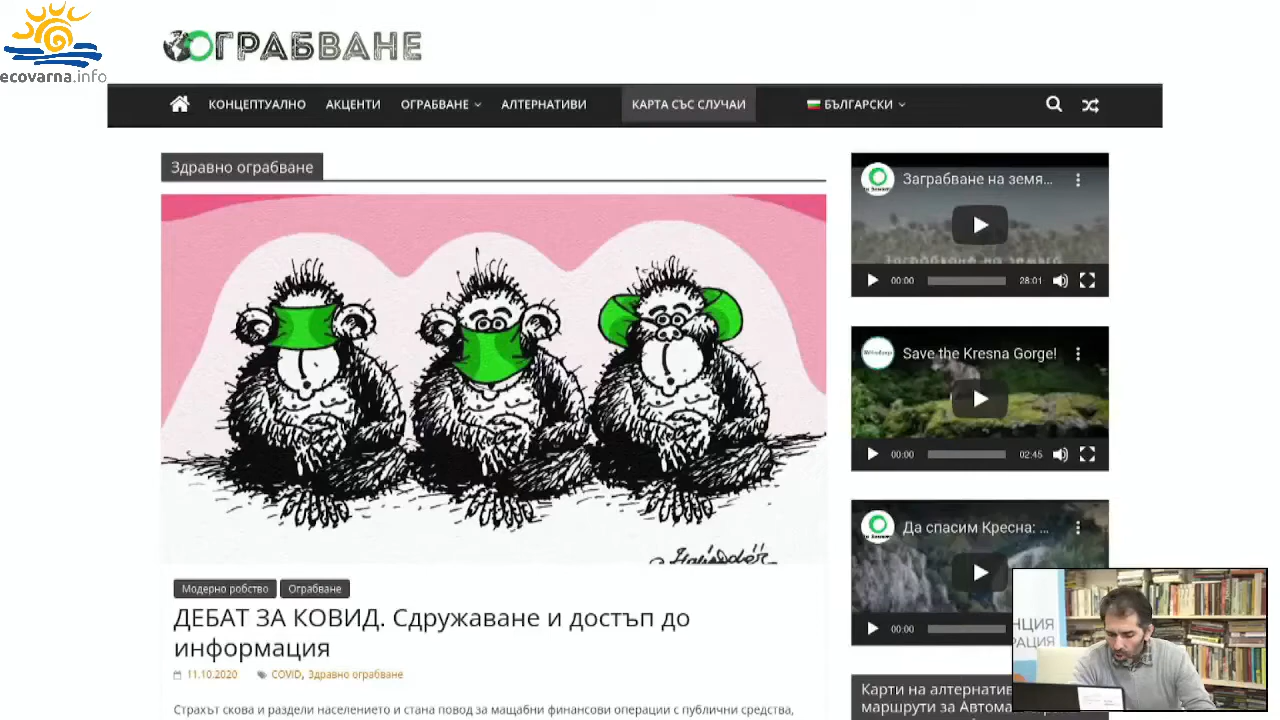 ecovarna.info
ОГРАБВАНЕ
КОНЦЕПТУАЛНО АКЦЕНТИ ОГРАБВАНЕ АЛТЕРНАТИВИ КАРТА СЪС СЛУЧАИ БЪЛГАРСКИ
Здравно ограбване
Модерно робство Ограбване
ДЕБАТ ЗА КОВИД. Сдружаване и достъп до
информация
11.10.2020 COVID, Здравно ограбване
Страхът скова и раздели населението и стана повод за мащабни финансови операции с публични средства,
Заграбване на земя...
00:00 28:01
Save the Kresna Gorge!
00:00 02:45
Да спасим Кресна: ...
00:00
Карти на алтернатив
маршрути за Автома
НЦИЯ
РАЦИЯ